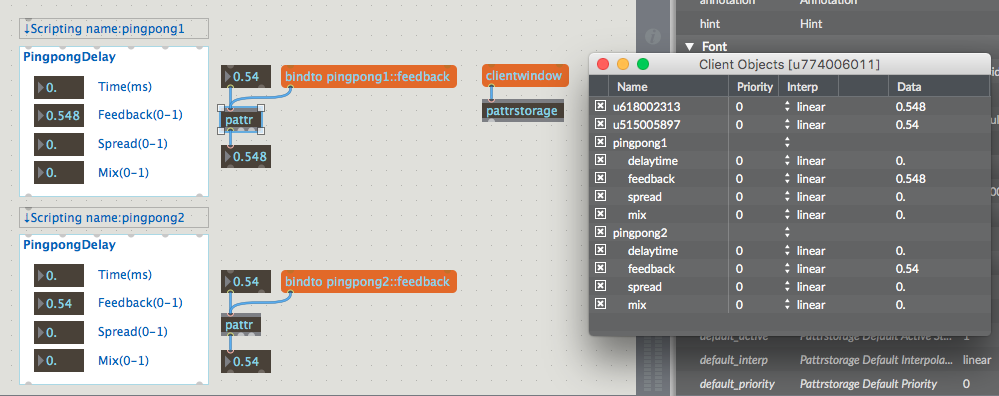 ↓Scripting name:pingpong1
PingpongDelay
0. Time(ms)
0.548 Feedback(0-1)
0. Spread(0-1)
0. Mix(0-1)
0.54
bindto pingpong1::feedback
pattr
0.548
clientwindow
pattrstorage
↓Scripting name:pingpong2
PingpongDelay
0. Time(ms)
0.54 Feedback(0-1)
0. Spread(0-1)
0. Mix(0-1)
0.54
bindto pingpong2::feedback
pattr
0.54
annotation Annotation
hint Hint
Font
Client Objects [u774006011]
Name Priority Interp Data
u618002313 0 linear 0.548
u515005897 0 linear 0.54
pingpong1
delaytime 0 linear 0.
feedback 0 linear 0.548
spread 0 linear 0.
mix 0 linear 0.
pingpong2
delaytime 0 linear 0.
feedback 0 linear 0.54
spread 0 linear 0.
mix 0 linear 0.
default_interp Pattrstorage Default Interpola... linear
default_priority Pattrstorage Default Priority 0